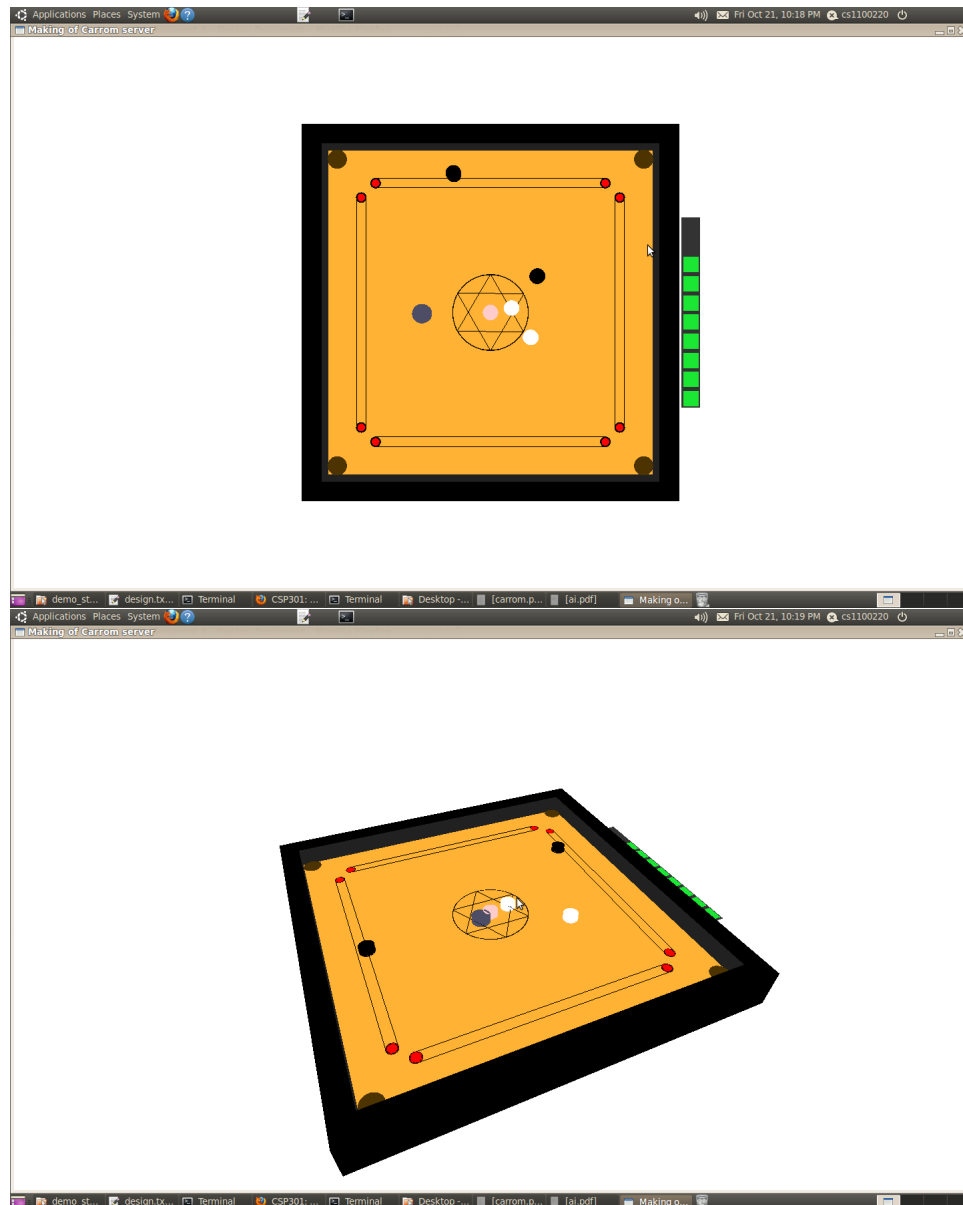 Applications Places System Fri Oct 21, 10:18 PM cs1100220
Making of Carrom server
demo_st... design.tx... Terminal CSP301: ... Terminal Desktop -... [carrom.p... [ai.pdf] Making o...
Applications Places System Fri Oct 21, 10:19 PM cs1100220
Making of Carrom server
demo_st... design.tx... Terminal CSP301: ... Terminal Desktop -... [carrom.p... [ai.pdf] Making o...